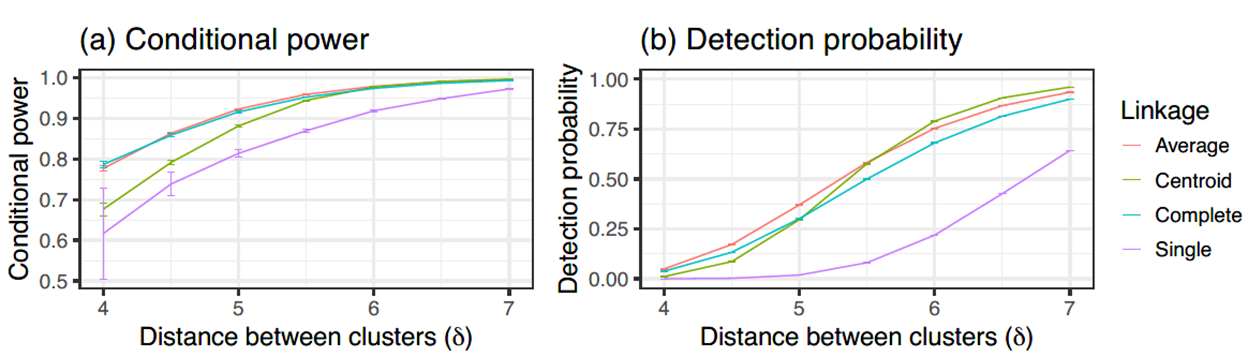 (a) Conditional power
Conditional power
1.0
0.9
0.8
0.7
0.6
0.5
4 5 6 7
Distance between clusters (δ)
(b) Detection probability
Detection probability
1.00
0.75
0.50
0.25
0.00
4 5 6 7
Distance between clusters (δ)
Linkage
Average
Centroid
Complete
Single